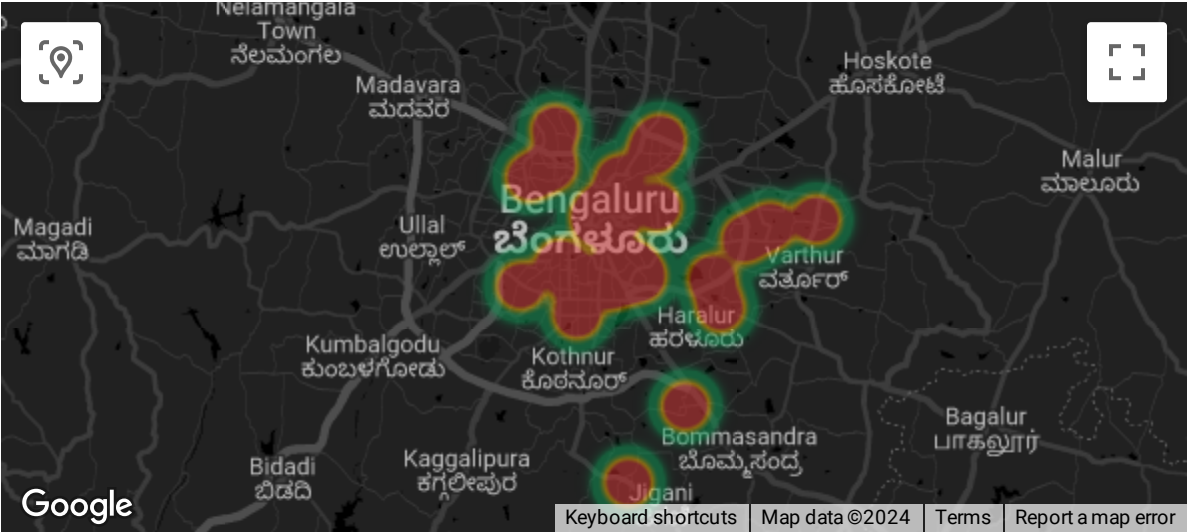 Nelamangala
Town
ನೆಲಮಂಗಲ
Hoskote
ಹೊಸಕೋಟೆ
Madavara
ಮದವರ
Malur
ಮಾಲೂರು
Bengaluru
ಬೆಂಗಳೂರು
Magadi
ಮಾಗಡಿ
Ullal
ಉಲ್ಲಾಲ್
Varthur
ವರ್ತೂರ್
Haralur
ಹರಳೂರು
Kumbalgodu
ಕುಂಬಳಗೋಡು
Kothnur
ಕೊಠನೂರ್
Bagalur
பாகலூர்
Bommasandra
ಬೊಮ್ಮಸಂದ್ರ
Kaggalipura
ಕಗ್ಗಲೀಪುರ
Bidadi
ಬಿಡದಿ
Jigani
Google
Keyboard shortcuts
Map data ©2024
Terms
Report a map error